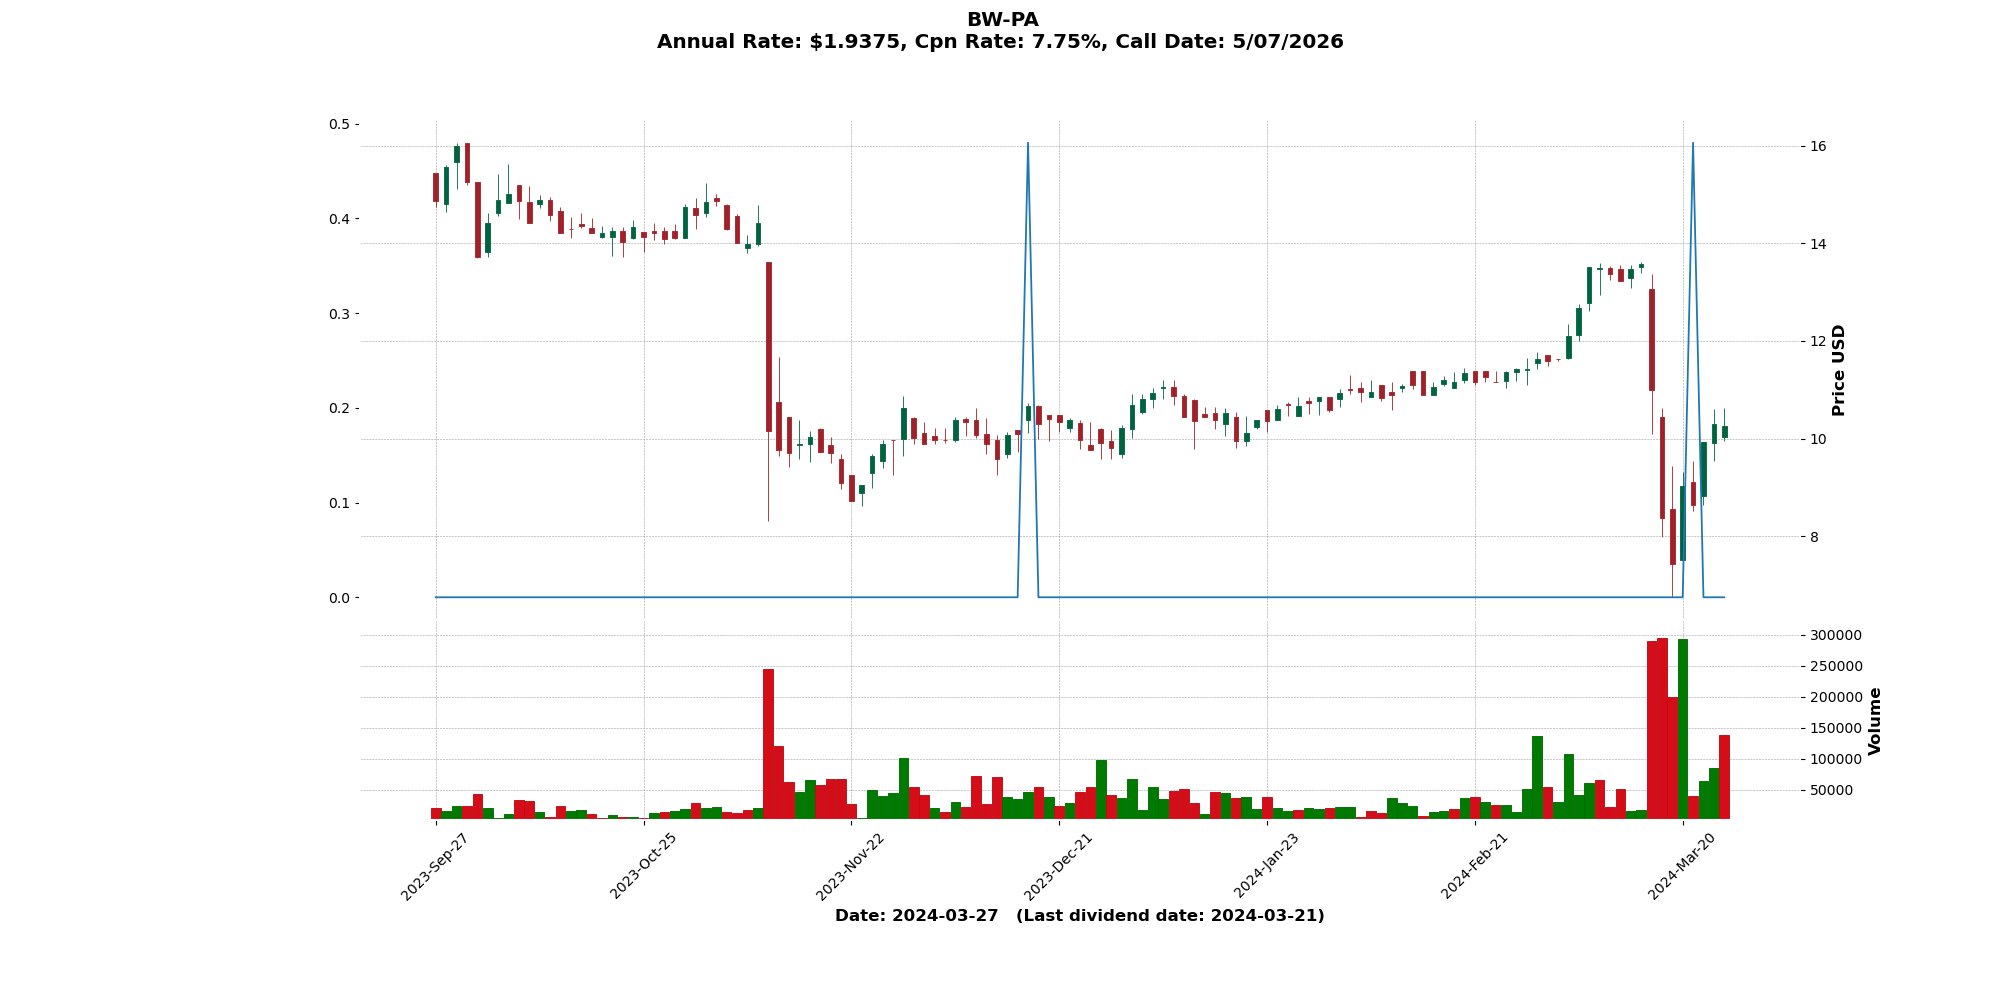 BW-PA
Annual Rate: $1.9375, Cpn Rate: 7.75%, Call Date: 5/07/2026
0.5
0.4
0.3
0.2
0.1
0.0
16
14
12
10
8
Price USD
300000
250000
200000
150000
100000
50000
Volume
2023-Sep-27
2023-Oct-25
2023-Nov-22
2023-Dec-21
2024-Jan-23
2024-Feb-21
2024-Mar-20
Date: 2024-03-27   (Last dividend date: 2024-03-21)